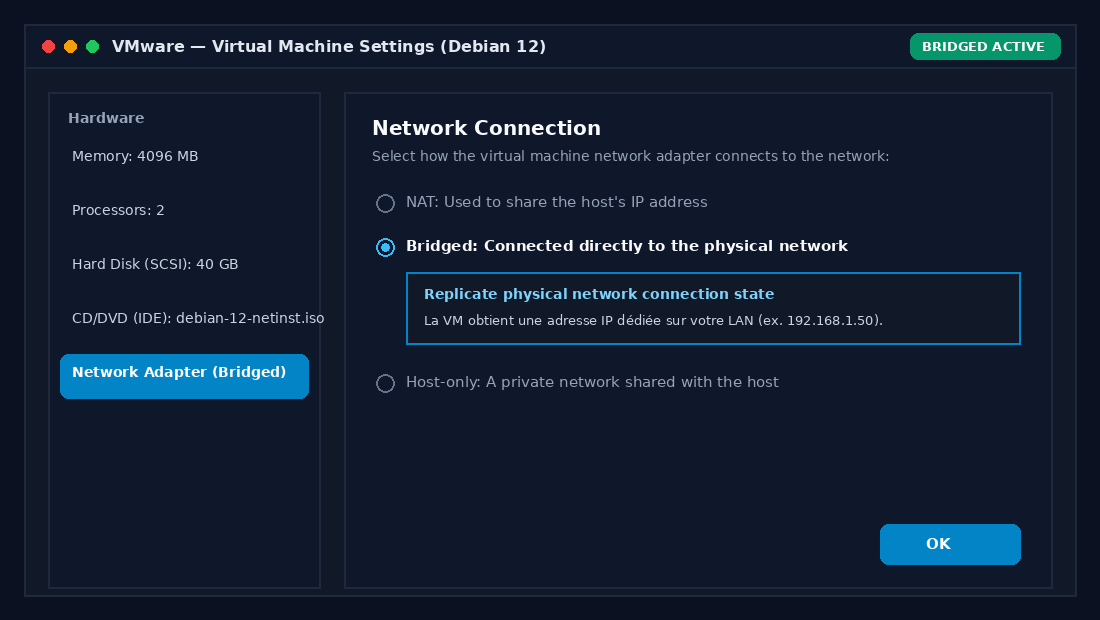 VMware — Virtual Machine Settings (Debian 12)
BRIDGED ACTIVE
Hardware
Memory: 4096 MB
Processors: 2
Hard Disk (SCSI): 40 GB
CD/DVD (IDE): debian-12-netinst.iso
Network Adapter (Bridged)
Network Connection
Select how the virtual machine network adapter connects to the network:
NAT: Used to share the host's IP address
Bridged: Connected directly to the physical network
Replicate physical network connection state
La VM obtient une adresse IP dédiée sur votre LAN (ex. 192.168.1.50).
Host-only: A private network shared with the host
OK